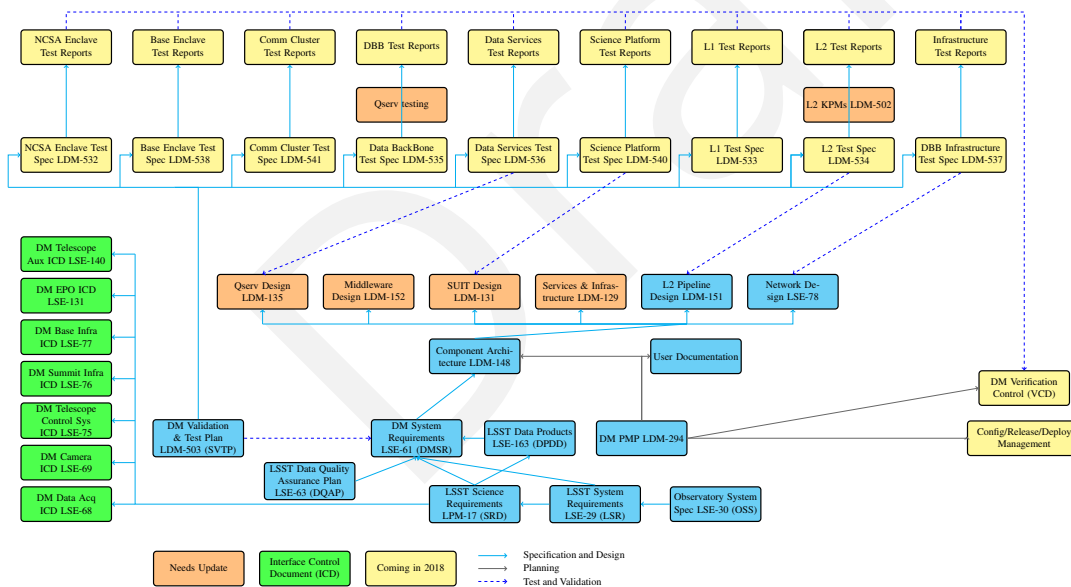 NCSA Enclave
Test Reports
Base Enclave
Test Reports
Comm Cluster
Test Reports
DBB Test Reports
Data Services
Test Reports
Science Platform
Test Reports
L1 Test Reports
L2 Test Reports
Infrastructure
Test Reports
Qserv testing
L2 KPMs LDM-502
NCSA Enclave Test
Spec LDM-532
Base Enclave Test
Spec LDM-538
Comm Cluster Test
Spec LDM-541
Data BackBone
Test Spec LDM-535
Data Services Test
Spec LDM-536
Science Platform
Test Spec LDM-540
L1 Test Spec
LDM-533
L2 Test Spec
LDM-534
DBB Infrastructure
Test Spec LDM-537
DM Telescope
Aux ICD LSE-140
DM EPO ICD
LSE-131
DM Base Infra
ICD LSE-77
DM Summit Infra
ICD LSE-76
DM Telescope
Control Sys
ICD LSE-75
DM Camera
ICD LSE-69
DM Data Acq
ICD LSE-68
Qserv Design
LDM-135
Middleware
Design LDM-152
SUIT Design
LDM-131
Services & Infras-
tructure LDM-129
L2 Pipeline
Design LDM-151
Network De-
sign LSE-78
Component Archi-
tecture LDM-148
User Documentation
DM Verification
Control (VCD)
DM Validation
& Test Plan
LDM-503 (SVTP)
DM System
Requirements
LSE-61 (DMSR)
LSST Data Products
LSE-163 (DPDD)
DM PMP LDM-294
Config/Release/Deploy
Management
LSST Data Quality
Assurance Plan
LSE-63 (DQAP)
LSST Science
Requirements
LPM-17 (SRD)
LSST System
Requirements
LSE-29 (LSR)
Observatory System
Spec LSE-30 (OSS)
Needs Update
Interface Control
Document (ICD)
Coming in 2018
Specification and Design
Planning
Test and Validation